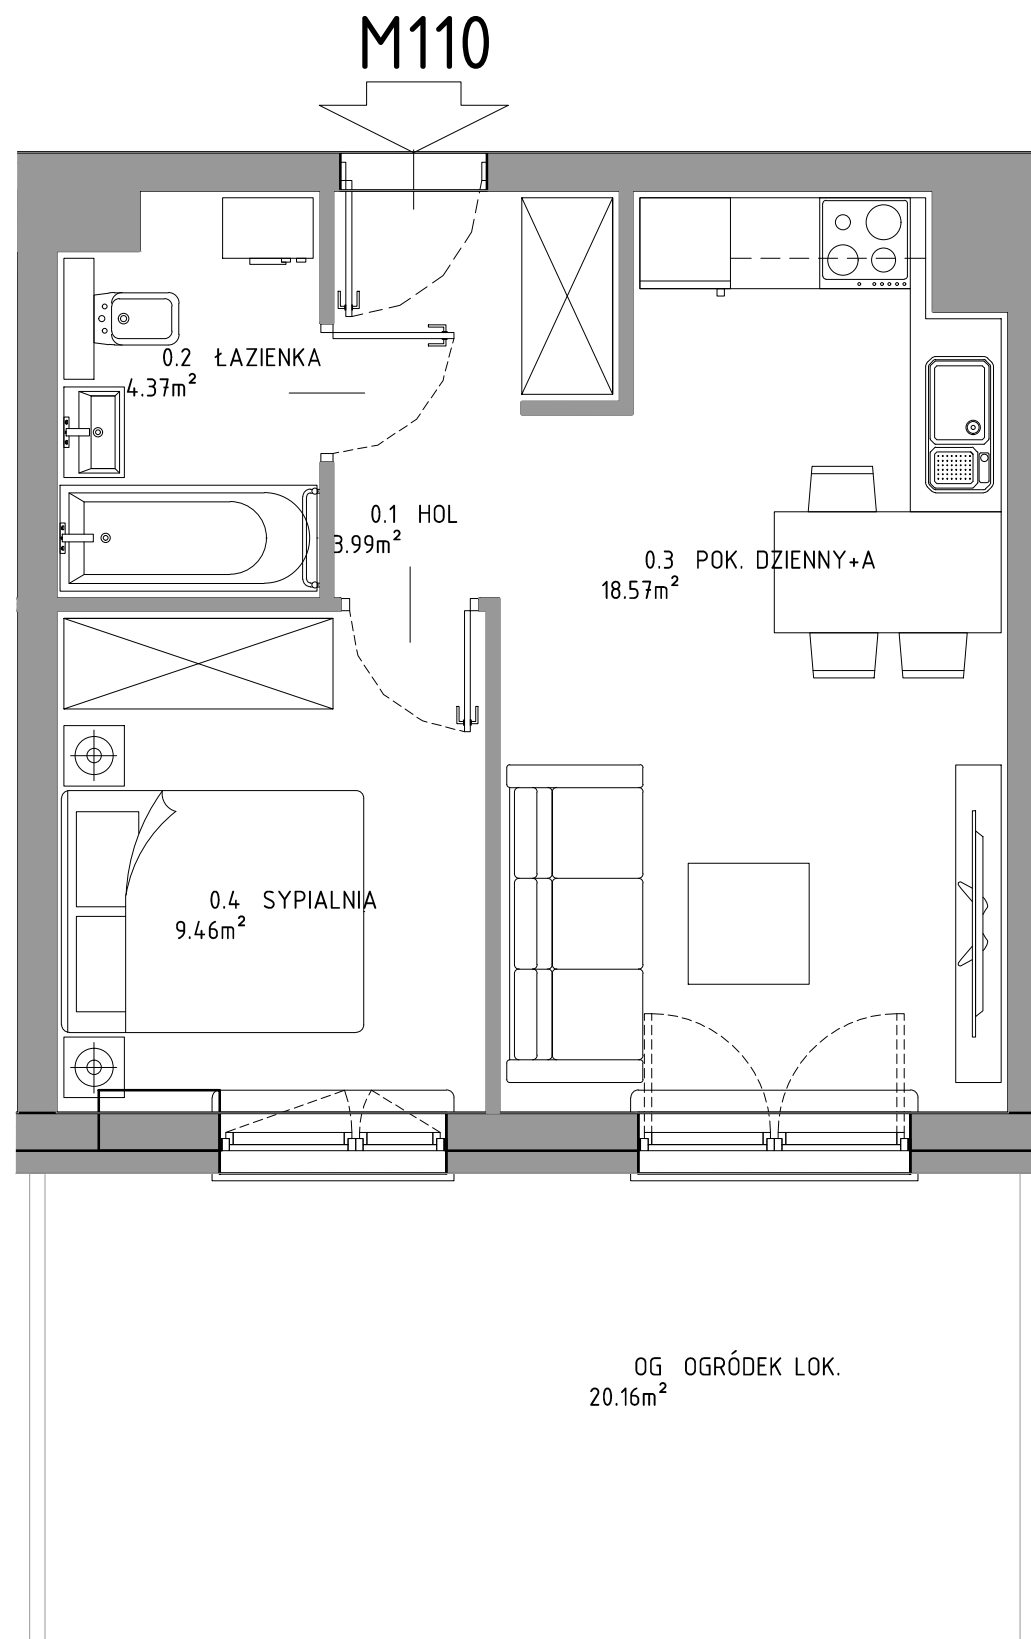 M110
0.2 ŁAZIENKA
4.37m²
0.1 HOL
3.99m²
0.3 POK. DZIENNY+A
18.57m²
0.4 SYPIALNIA
9.46m²
OG OGRÓDEK LOK.
20.16m²